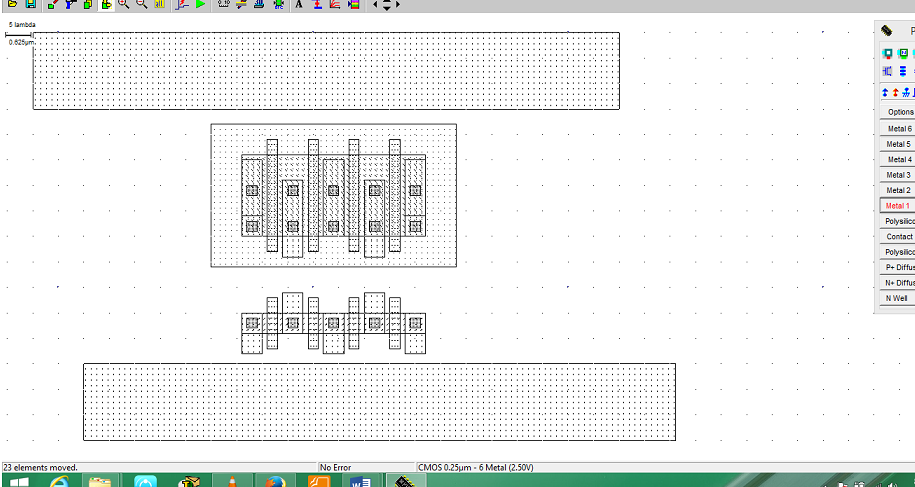 5 lambda
0.625µm
P
Options
Metal 6
Metal 5
Metal 4
Metal 3
Metal 2
Metal 1
Polysilico
Contact
Polysilico
P+ Diffus
N+ Diffus
N Well
23 elements moved.
No Error
CMOS 0.25µm - 6 Metal (2.50V)